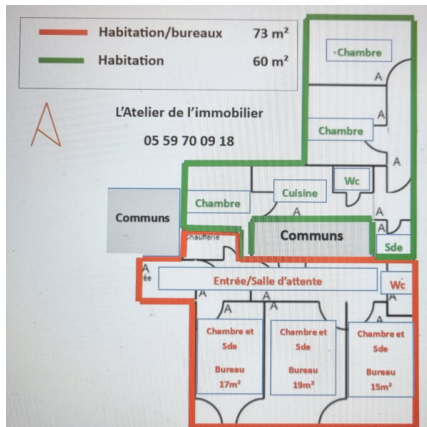 Habitation/bureaux 73 m²
Habitation 60 m²
L'Atelier de l'immobilier
05 59 70 09 18
Chambre
A
Chambre
A
A
Wc
Cuisine
Chambre
A
A
Communs
Communs
Chaufferie
Sde
A
ée
Entrée/Salle d'attente
Wc
A
A
A
A
Chambre et
Sde
Bureau
17m²
Chambre et
Sde
Bureau
19m²
Chambre et
Sde
Bureau
15m²